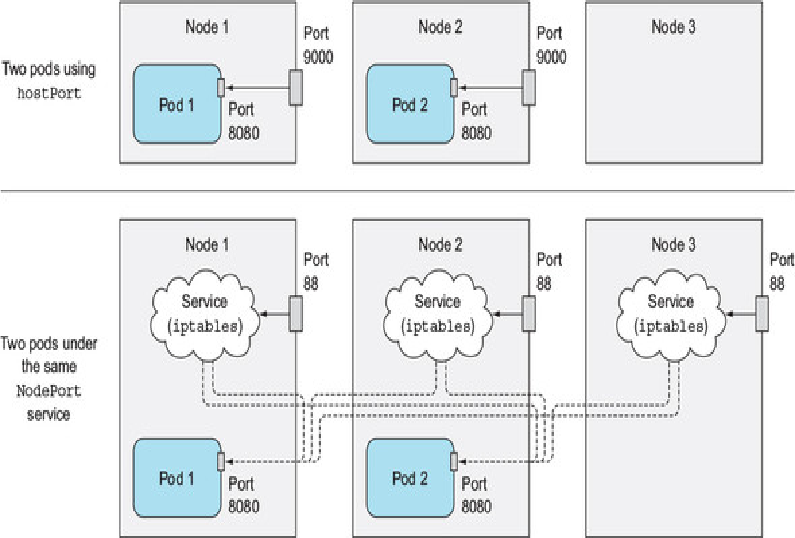 Two pods using
hostPort
Node 1
Port
9000
Pod 1
Port
8080
Node 2
Port
9000
Pod 2
Port
8080
Node 3
Two pods under
the same
NodePort
service
Node 1
Port
88
Service
(iptables)
Pod 1
Port
8080
Node 2
Port
88
Service
(iptables)
Pod 2
Port
8080
Node 3
Port
88
Service
(iptables)